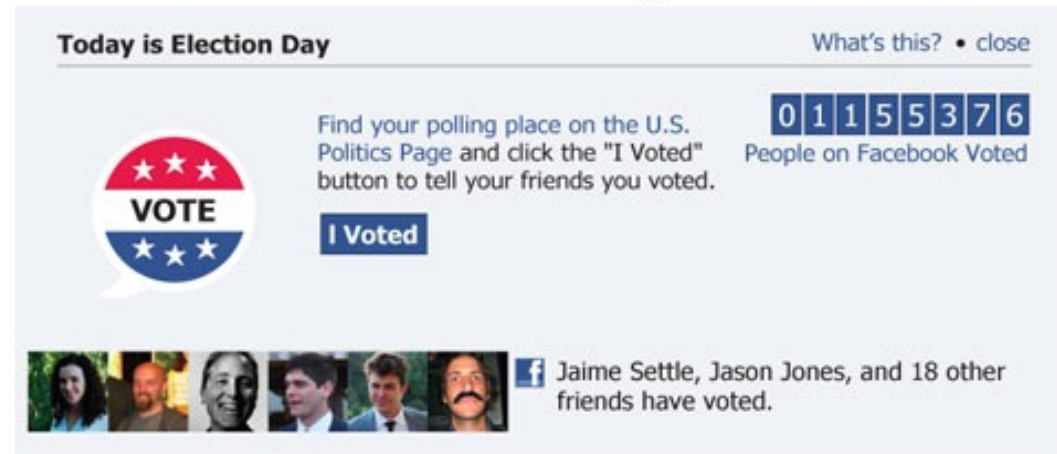 Today is Election Day
What's this? • close
Find your polling place on the U.S.
Politics Page and click the "I Voted"
button to tell your friends you voted.
01155376
People on Facebook Voted
VOTE
I Voted
f
Jaime Settle, Jason Jones, and 18 other
friends have voted.